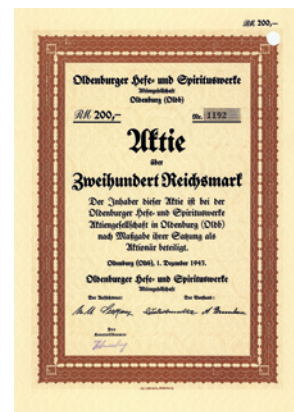 RM 200,—
Oldenburger Hefe- und Spirituswerke
Aktiengesellschaft
Oldenburg (Oldb)
RM 200,— Nr. 1192
Aktie
über
Zweihundert Reichsmark
Der Inhaber dieser Aktie ist bei der
Oldenburger Hefe- und Spirituswerke
Aktiengesellschaft in Oldenburg (Oldb)
nach Maßgabe ihrer Satzung als
Aktionär beteiligt.
Oldenburg (Oldb), 1. Dezember 1943.
Oldenburger Hefe- und Spirituswerke
Aktiengesellschaft
Der Aufsichtsrat: Der Vorstand:
Der